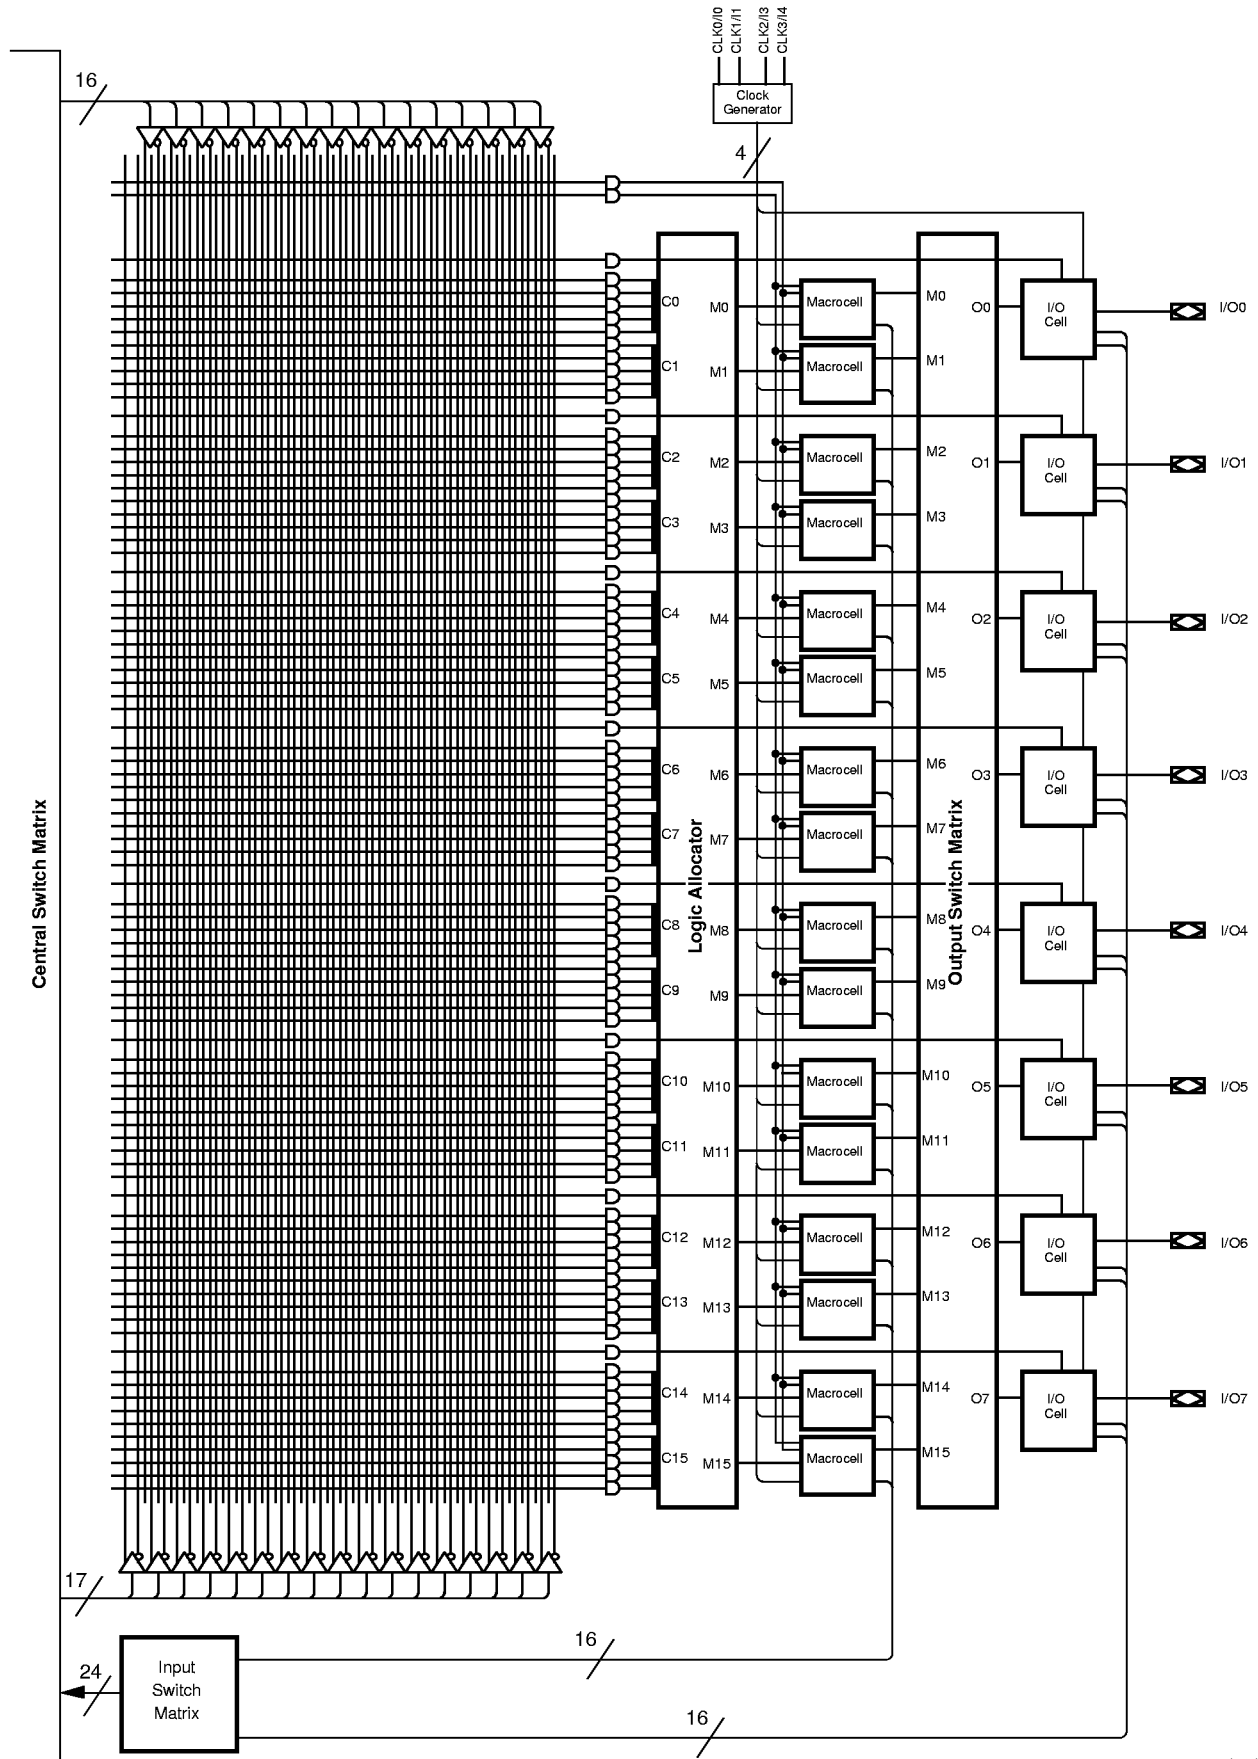 CLK0/I0
CLK1/I1
CLK2/I3
CLK3/I4
Clock
Generator
16
4
C0
M0
Macrocell
M0
O0
I/O
Cell
I/O0
C1
M1
Macrocell
M1
C2
M2
Macrocell
M2
O1
I/O
Cell
I/O1
C3
M3
Macrocell
M3
C4
M4
Macrocell
M4
O2
I/O
Cell
I/O2
C5
M5
Macrocell
M5
C6
M6
Macrocell
M6
O3
I/O
Cell
I/O3
C7
M7
Macrocell
M7
Central Switch Matrix
Logic Allocator
Output Switch Matrix
C8
M8
Macrocell
M8
O4
I/O
Cell
I/O4
C9
M9
Macrocell
M9
C10
M10
Macrocell
M10
O5
I/O
Cell
I/O5
C11
M11
Macrocell
M11
C12
M12
Macrocell
M12
O6
I/O
Cell
I/O6
C13
M13
Macrocell
M13
C14
M14
Macrocell
M14
O7
I/O
Cell
I/O7
C15
M15
Macrocell
M15
17
16
24
Input
Switch
Matrix
16